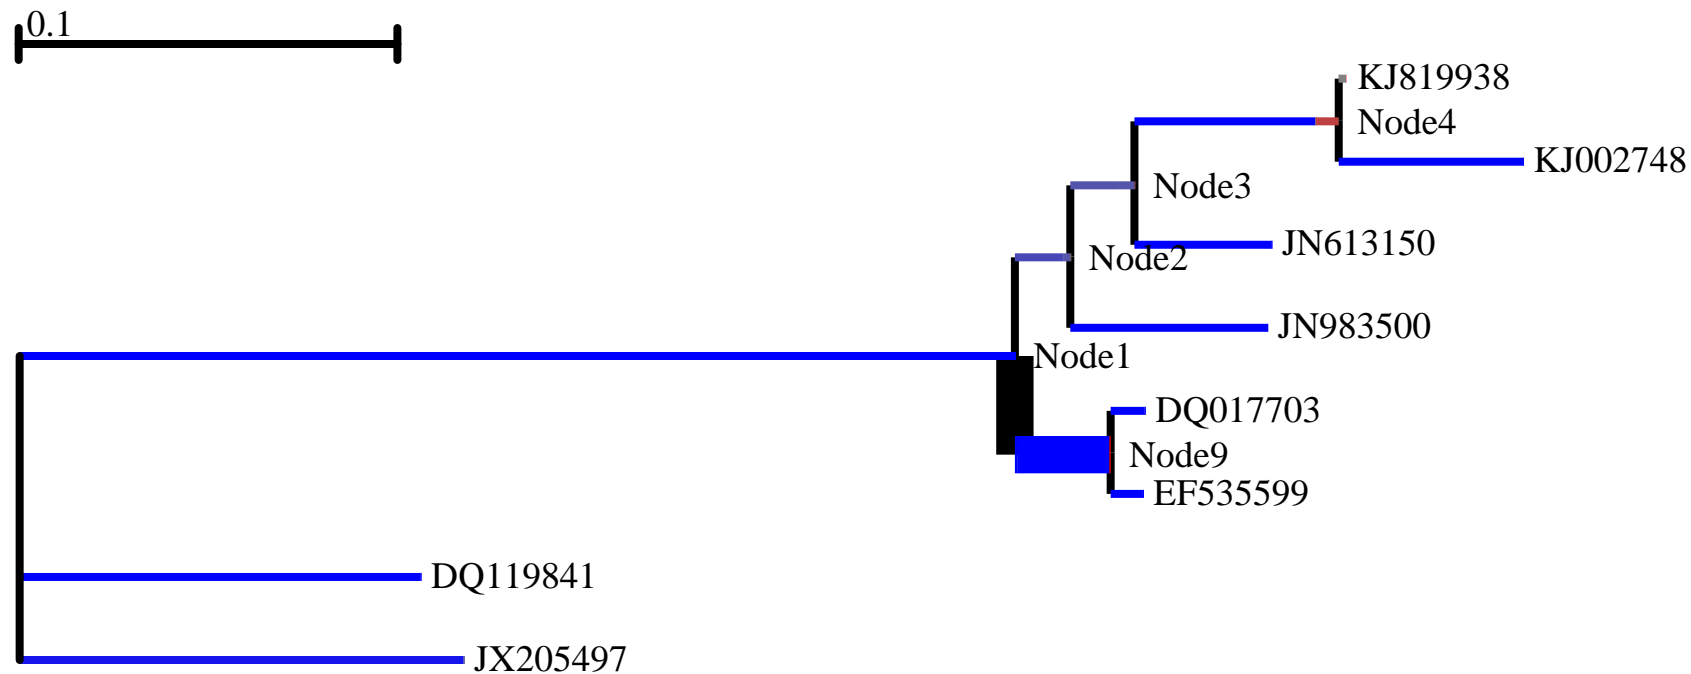 0.1
KJ819938
Node4
KJ002748
Node3
JN613150
Node2
JN983500
Node1
DQ017703
Node9
EF535599
DQ119841
JX205497